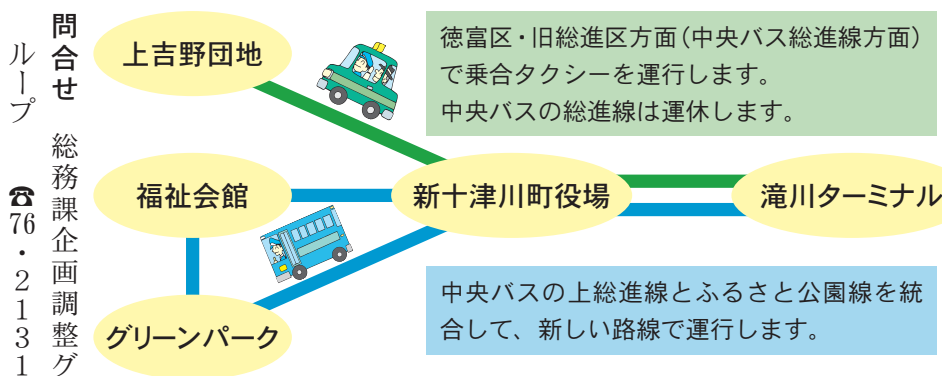 問合せ 総務課企画調整グ
ループ ☎76・2131
上吉野団地
徳富区・旧総進区方面(中央バス総進線方面)
で乗合タクシーを運行します。
中央バスの総進線は運休します。
福祉会館
新十津川町役場
滝川ターミナル
グリーンパーク
中央バスの上総進線とふるさと公園線を統
合して、新しい路線で運行します。